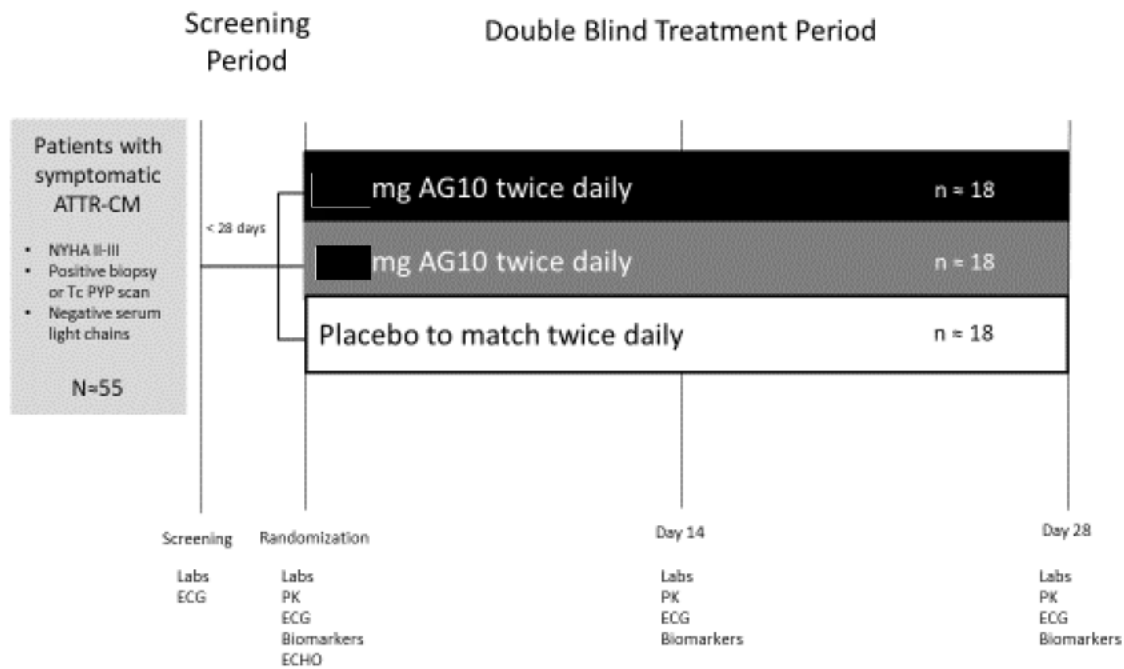 Screening
Period
Double Blind Treatment Period
Patients with
symptomatic
ATTR-CM
• NYHA II-III
• Positive biopsy
or Tc PYP scan
• Negative serum
light chains
N≈55
< 28 days
mg AG10 twice daily n ≈ 18
mg AG10 twice daily n ≈ 18
Placebo to match twice daily n ≈ 18
Screening
Labs
ECG
Randomization
Labs
PK
ECG
Biomarkers
ECHO
Day 14
Labs
PK
ECG
Biomarkers
Day 28
Labs
PK
ECG
Biomarkers